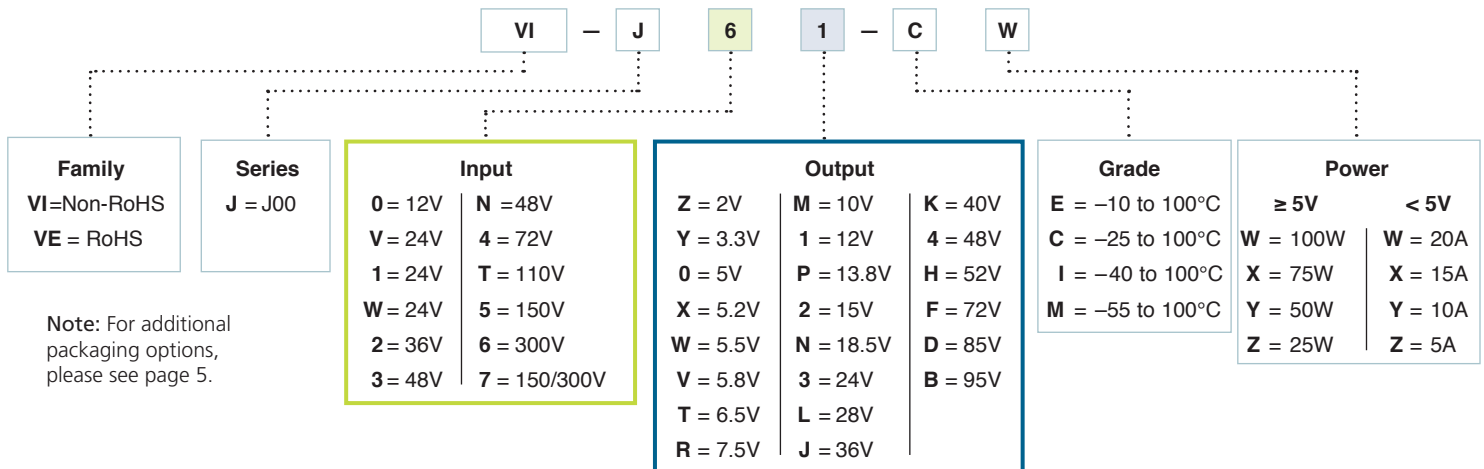 VI – J 6 1 – C W
Family
VI=Non-RoHS
VE = RoHS
Series
J = J00
Input
0 = 12V N =48V
V = 24V 4 = 72V
1 = 24V T = 110V
W = 24V 5 = 150V
2 = 36V 6 = 300V
3 = 48V 7 = 150/300V
Output
Z = 2V M = 10V K = 40V
Y = 3.3V 1 = 12V 4 = 48V
0 = 5V P = 13.8V H = 52V
X = 5.2V 2 = 15V F = 72V
W = 5.5V N = 18.5V D = 85V
V = 5.8V 3 = 24V B = 95V
T = 6.5V L = 28V
R = 7.5V J = 36V
Grade
E = –10 to 100°C
C = –25 to 100°C
I = –40 to 100°C
M = –55 to 100°C
Power
≥ 5V < 5V
W = 100W W = 20A
X = 75W X = 15A
Y = 50W Y = 10A
Z = 25W Z = 5A
Note: For additional
packaging options,
please see page 5.